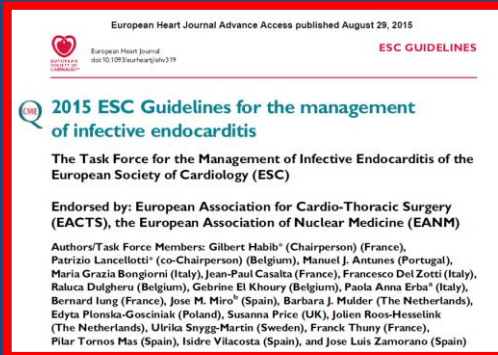 European Heart Journal Advance Access published August 29, 2015
EUROPEAN
SOCIETY OF
CARDIOLOGY®
European Heart Journal
doi:10.1093/eurheartj/ehv319
ESC GUIDELINES
CME
2015 ESC Guidelines for the management
of infective endocarditis
The Task Force for the Management of Infective Endocarditis of the
European Society of Cardiology (ESC)
Endorsed by: European Association for Cardio-Thoracic Surgery
(EACTS), the European Association of Nuclear Medicine (EANM)
Authors/Task Force Members: Gilbert Habib* (Chairperson) (France),
Patrizio Lancellotti* (co-Chairperson) (Belgium), Manuel J. Antunes (Portugal),
Maria Grazia Bongiorni (Italy), Jean-Paul Casalta (France), Francesco Del Zotti (Italy),
Raluca Dulgheru (Belgium), Gebrine El Khoury (Belgium), Paola Anna Erbaª (Italy),
Bernard Iung (France), Jose M. Mirob (Spain), Barbara J. Mulder (The Netherlands),
Edyta Plonska-Gosciniak (Poland), Susanna Price (UK), Jolien Roos-Hesselink
(The Netherlands), Ulrika Snygg-Martin (Sweden), Franck Thuny (France),
Pilar Tornos Mas (Spain), Isidre Vilacosta (Spain), and Jose Luis Zamorano (Spain)